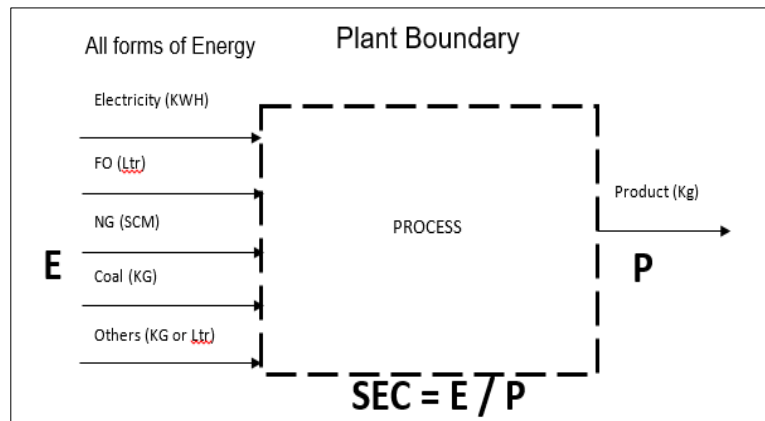 All forms of Energy
Plant Boundary
Electricity (KWH)
FO (Ltr)
NG (SCM)
E
Coal (KG)
Others (KG or Ltr)
PROCESS
Product (Kg)
P
SEC = E / P